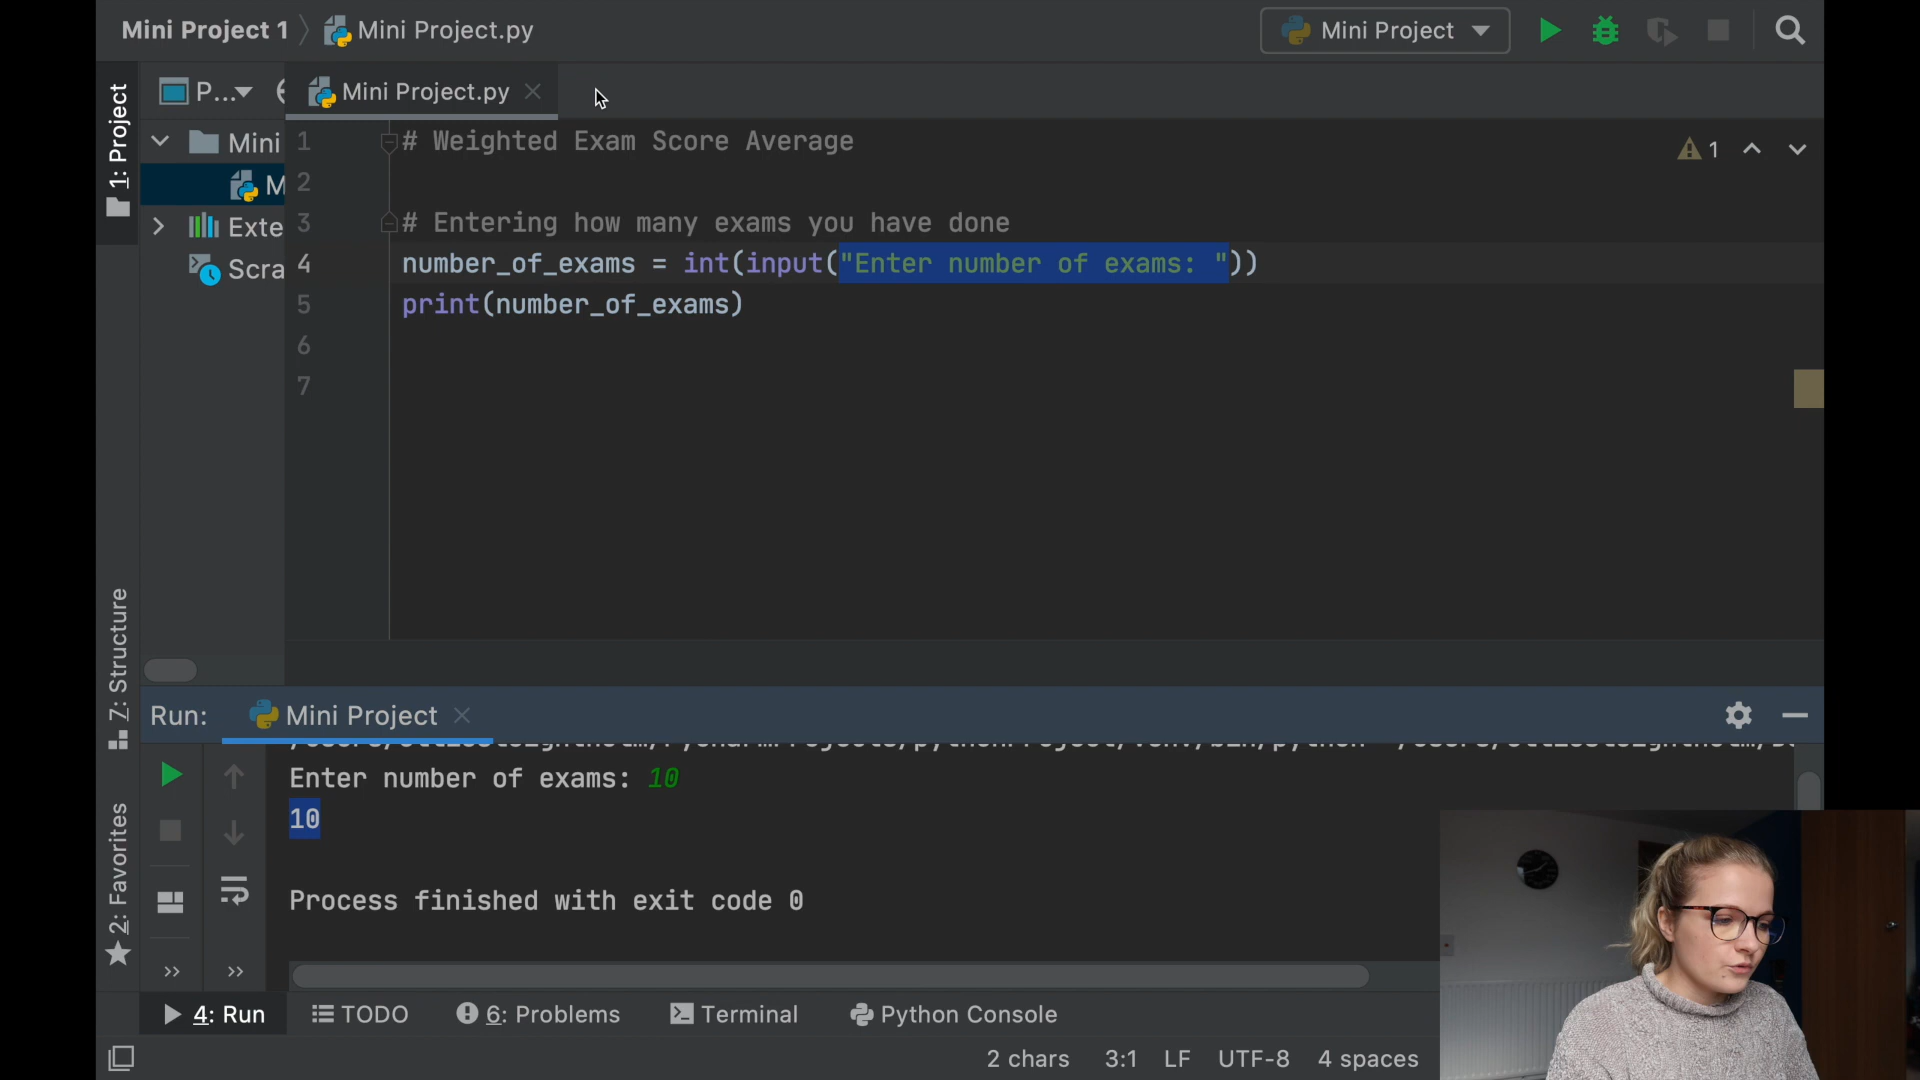 Mini Project 1
Mini Project.py
Mini Project
P...
Mini Project.py
1: Project
Mini
Exte
Scra
1 # Weighted Exam Score Average
2
3 # Entering how many exams you have done
4 number_of_exams = int(input("Enter number of exams: "))
5 print(number_of_exams)
6
7
1
7: Structure
2: Favorites
Run: Mini Project
Enter number of exams: 10
10
Process finished with exit code 0
4: Run TODO 6: Problems Terminal Python Console
2 chars 3:1 LF UTF-8 4 spaces